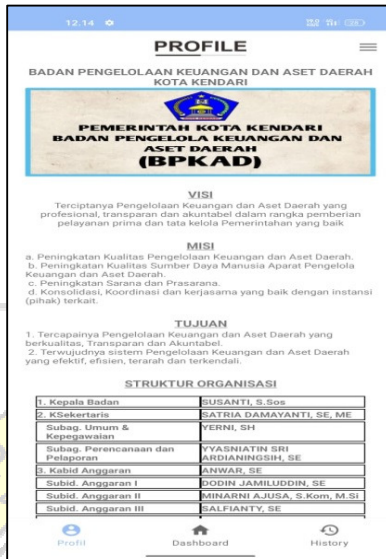 12.14
PROFILE
BADAN PENGELOLAAN KEUANGAN DAN ASET DAERAH
KOTA KENDARI
PEMERINTAH KOTA KENDARI
BADAN PENGELOLA KEUANGAN DAN
ASET DAERAH
(BPKAD)
VISI
Terciptanya Pengelolaan Keuangan dan Aset Daerah yang
profesional, transparan dan akuntabel dalam rangka pemberian
pelayanan prima dan tata kelola Pemerintahan yang baik
MISI
a. Peningkatan Kualitas Pengelolaan Keuangan dan Aset Daerah.
b. Peningkatan Kualitas Sumber Daya Manusia Aparat Pengelola
Keuangan dan Aset Daerah.
c. Peningkatan Sarana dan Prasarana.
d. Konsolidasi, Koordinasi dan kerjasama yang baik dengan instansi
(pihak) terkait.
TUJUAN
1. Tercapainya Pengelolaan Keuangan dan Aset Daerah yang
berkualitas, Transparan dan Akuntabel.
2. Terwujudnya sistem Pengelolaan Keuangan dan Aset Daerah
yang efektif, efisien, terarah dan terkendali.
STRUKTUR ORGANISASI
1. Kepala Badan SUSANTI, S.Sos
2. KSekertaris SATRIA DAMAYANTI, SE, ME
Subag. Umum & Kepegawaian YERNI, SH
Subag. Perencanaan dan Pelaporan YYASNIATIN SRI ARDIANINGSIH, SE
3. Kabid Anggaran ANWAR, SE
Subid. Anggaran I DODIN JAMILUDDIN, SE
Subid. Anggaran II MINARNI AJUSA, S.Kom, M.Si
Subid. Anggaran III SALFIANTY, SE
Profil Dashboard History